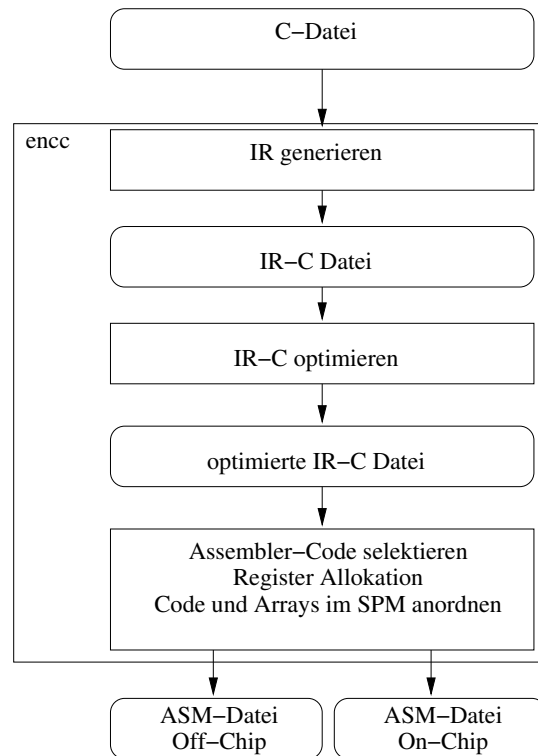 C−Datei
encc
IR generieren
IR−C Datei
IR−C optimieren
optimierte IR−C Datei
Assembler−Code selektieren
Register Allokation
Code und Arrays im SPM anordnen
ASM−Datei
Off−Chip
ASM−Datei
On−Chip